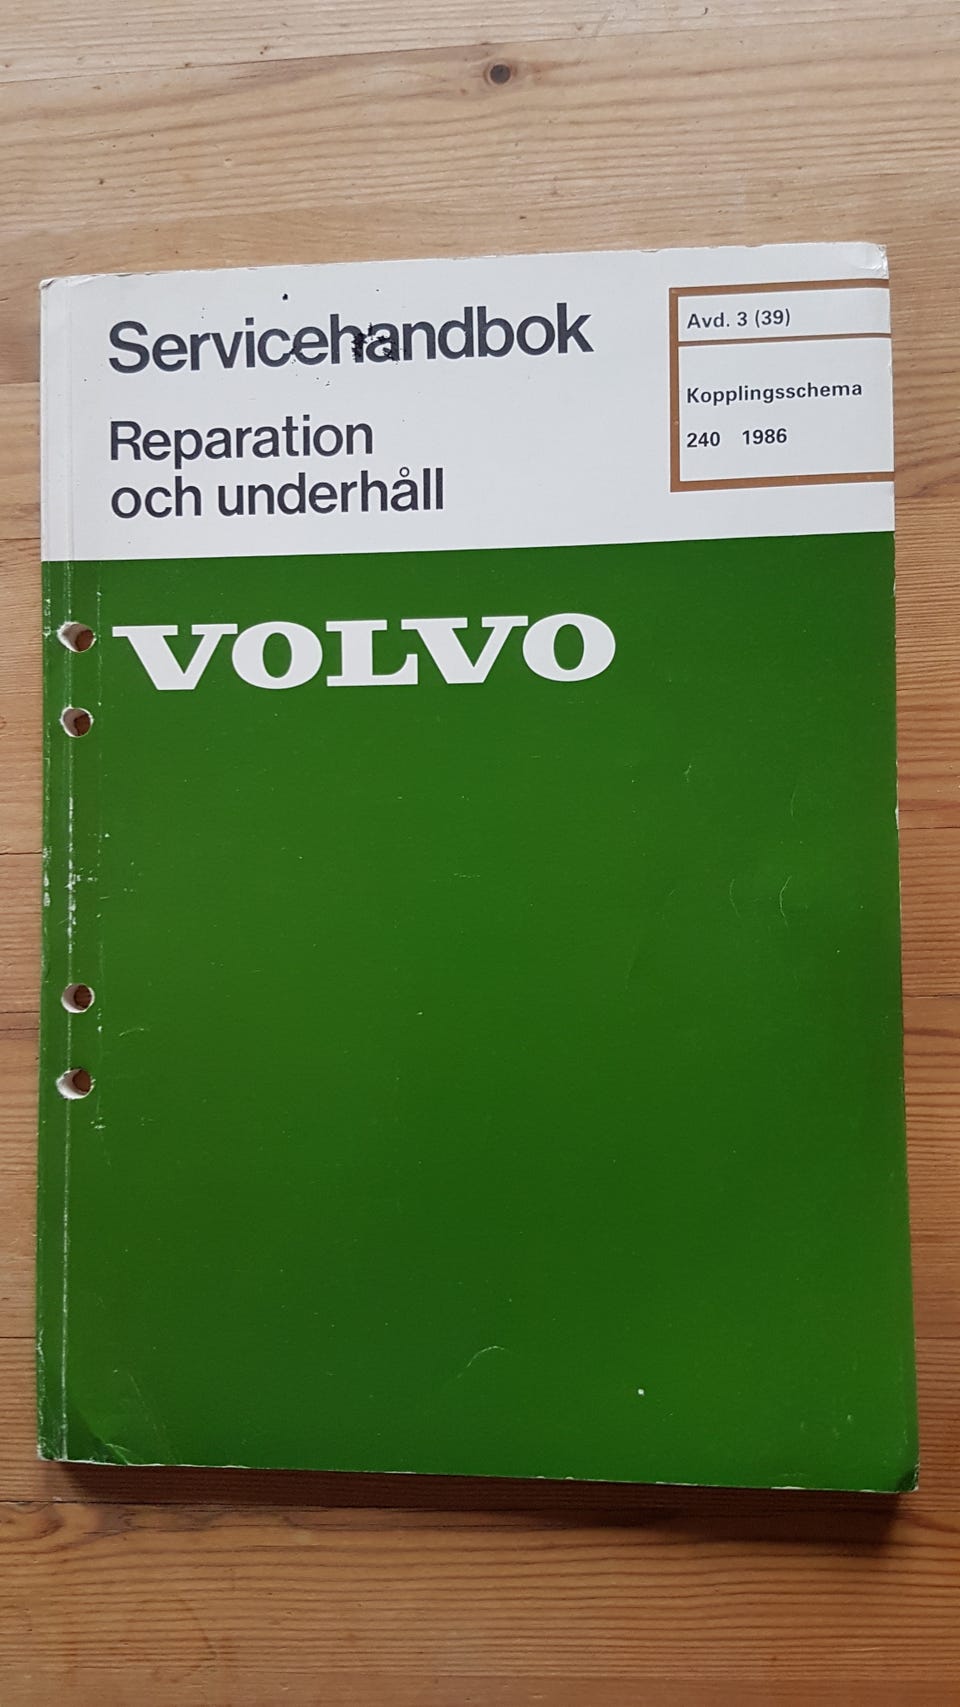 Servicehandbok
Reparation
och underhåll
Avd. 3 (39)
Kopplingsschema
240 1986
VOLVO